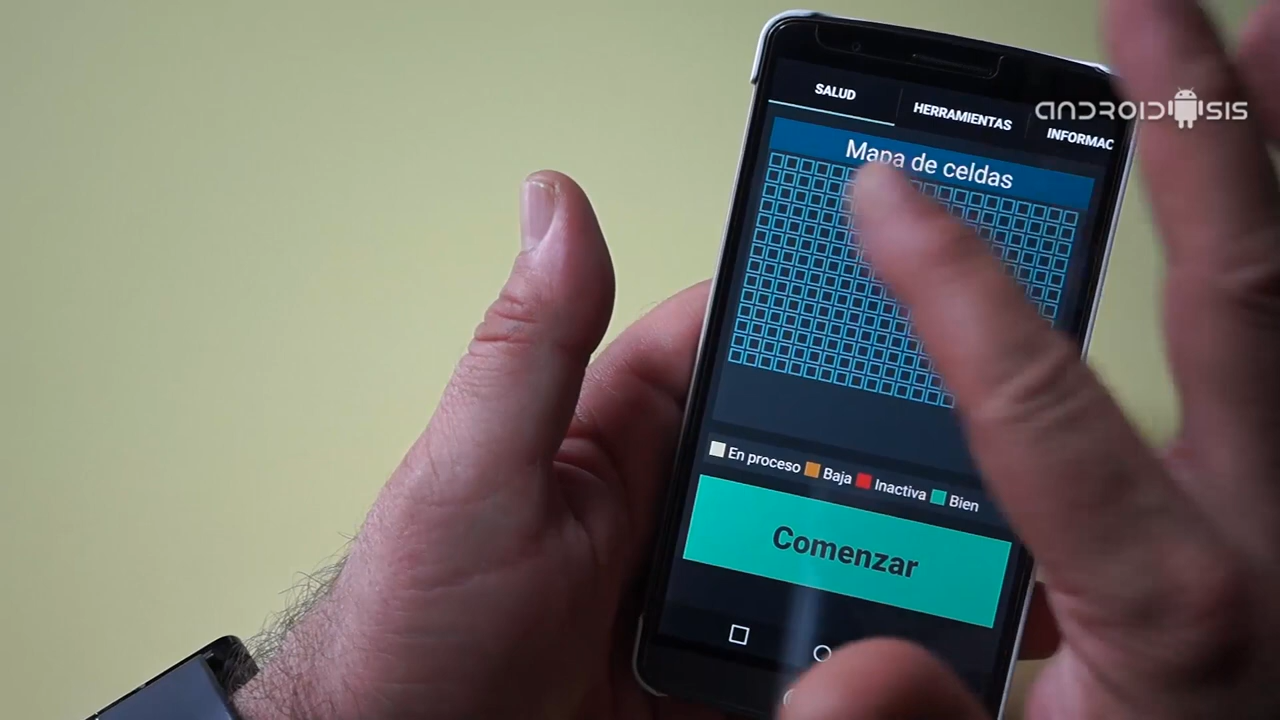 SALUD HERRAMIENTAS INFORMAC
ANDROIDSIS
Mapa de celdas
En proceso Baja Inactiva Bien
Comenzar